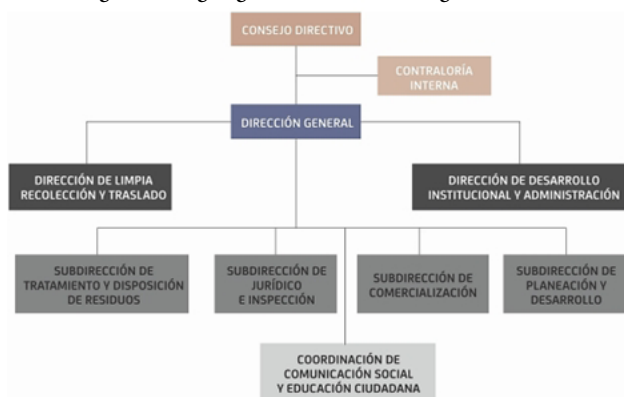 CONSEJO DIRECTIVO
CONTRALORÍA
INTERNA
DIRECCIÓN GENERAL
DIRECCIÓN DE LIMPIA
RECOLECCIÓN Y TRASLADO
DIRECCIÓN DE DESARROLLO
INSTITUCIONAL Y ADMINISTRACIÓN
SUBDIRECCIÓN DE
TRATAMIENTO Y DISPOSICIÓN
DE RESIDUOS
SUBDIRECCIÓN DE
JURÍDICO
E INSPECCIÓN
SUBDIRECCIÓN DE
COMERCIALIZACIÓN
SUBDIRECCIÓN DE
PLANEACIÓN Y
DESARROLLO
COORDINACIÓN DE
COMUNICACIÓN SOCIAL
Y EDUCACIÓN CIUDADANA